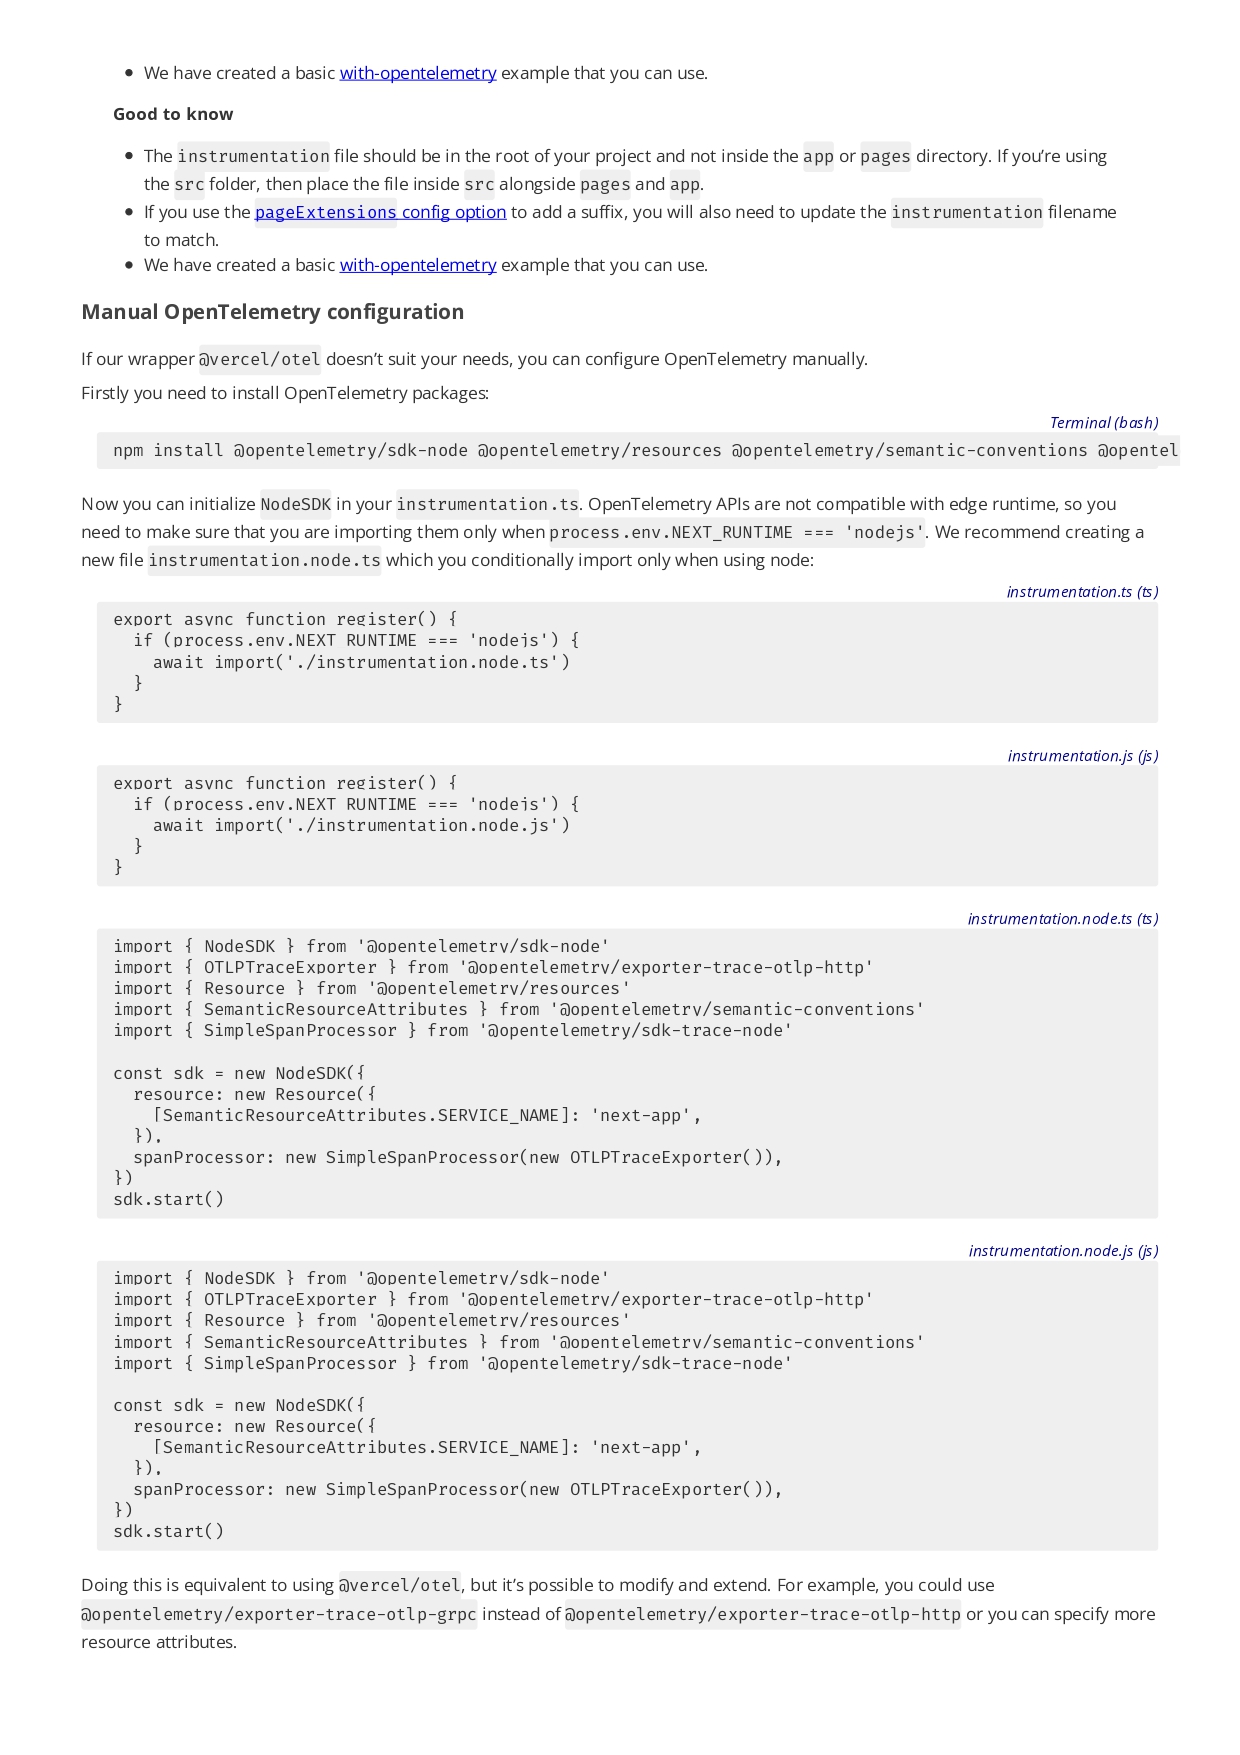 • We have created a basic with-opentelemetry example that you can use.
Good to know
• The instrumentation file should be in the root of your project and not inside the app or pages directory. If you’re using
the src folder, then place the file inside src alongside pages and app.
• If you use the pageExtensions config option to add a suffix, you will also need to update the instrumentation filename
to match.
• We have created a basic with-opentelemetry example that you can use.
Manual OpenTelemetry configuration
If our wrapper @vercel/otel doesn’t suit your needs, you can configure OpenTelemetry manually.
Firstly you need to install OpenTelemetry packages:
Terminal (bash)
npm install @opentelemetry/sdk-node @opentelemetry/resources @opentelemetry/semantic-conventions @opentel
Now you can initialize NodeSDK in your instrumentation.ts. OpenTelemetry APIs are not compatible with edge runtime, so you
need to make sure that you are importing them only when process.env.NEXT_RUNTIME === 'nodejs'. We recommend creating a
new file instrumentation.node.ts which you conditionally import only when using node:
instrumentation.ts (ts)
export async function register() {
  if (process.env.NEXT_RUNTIME === 'nodejs') {
    await import('./instrumentation.node.ts')
  }
}
instrumentation.js (js)
export async function register() {
  if (process.env.NEXT_RUNTIME === 'nodejs') {
    await import('./instrumentation.node.js')
  }
}
instrumentation.node.ts (ts)
import { NodeSDK } from '@opentelemetry/sdk-node'
import { OTLPTraceExporter } from '@opentelemetry/exporter-trace-otlp-http'
import { Resource } from '@opentelemetry/resources'
import { SemanticResourceAttributes } from '@opentelemetry/semantic-conventions'
import { SimpleSpanProcessor } from '@opentelemetry/sdk-trace-node'

const sdk = new NodeSDK({
  resource: new Resource({
    [SemanticResourceAttributes.SERVICE_NAME]: 'next-app',
  }),
  spanProcessor: new SimpleSpanProcessor(new OTLPTraceExporter()),
})
sdk.start()
instrumentation.node.js (js)
import { NodeSDK } from '@opentelemetry/sdk-node'
import { OTLPTraceExporter } from '@opentelemetry/exporter-trace-otlp-http'
import { Resource } from '@opentelemetry/resources'
import { SemanticResourceAttributes } from '@opentelemetry/semantic-conventions'
import { SimpleSpanProcessor } from '@opentelemetry/sdk-trace-node'

const sdk = new NodeSDK({
  resource: new Resource({
    [SemanticResourceAttributes.SERVICE_NAME]: 'next-app',
  }),
  spanProcessor: new SimpleSpanProcessor(new OTLPTraceExporter()),
})
sdk.start()
Doing this is equivalent to using @vercel/otel, but it’s possible to modify and extend. For example, you could use
@opentelemetry/exporter-trace-otlp-grpc instead of @opentelemetry/exporter-trace-otlp-http or you can specify more
resource attributes.